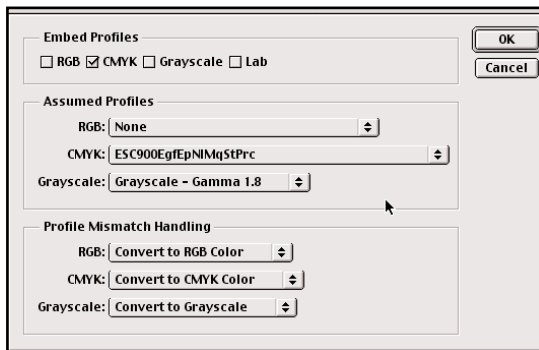 Embed Profiles
RGB CMYK Grayscale Lab
OK
Cancel
Assumed Profiles
RGB: None
CMYK: ESC900EgfEpNIMqStPrc
Grayscale: Grayscale - Gamma 1.8
Profile Mismatch Handling
RGB: Convert to RGB Color
CMYK: Convert to CMYK Color
Grayscale: Convert to Grayscale